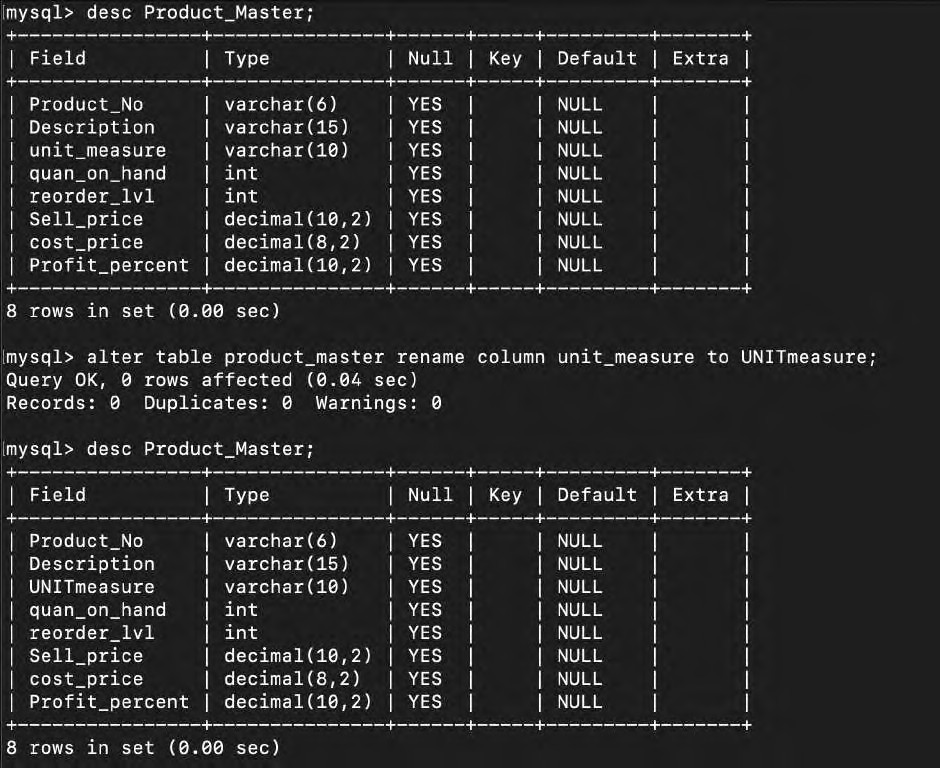 mysql> desc Product_Master;
+-----------------+---------------+------+-----+---------+-------+
| Field           | Type          | Null | Key | Default | Extra |
+-----------------+---------------+------+-----+---------+-------+
| Product_No      | varchar(6)    | YES  |     | NULL    |       |
| Description     | varchar(15)   | YES  |     | NULL    |       |
| unit_measure    | varchar(10)   | YES  |     | NULL    |       |
| quan_on_hand    | int           | YES  |     | NULL    |       |
| reorder_lvl     | int           | YES  |     | NULL    |       |
| Sell_price      | decimal(10,2) | YES  |     | NULL    |       |
| cost_price      | decimal(8,2)  | YES  |     | NULL    |       |
| Profit_percent  | decimal(10,2) | YES  |     | NULL    |       |
+-----------------+---------------+------+-----+---------+-------+
8 rows in set (0.00 sec)
mysql> alter table product_master rename column unit_measure to UNITmeasure;
Query OK, 0 rows affected (0.04 sec)
Records: 0  Duplicates: 0  Warnings: 0
mysql> desc Product_Master;
+-----------------+---------------+------+-----+---------+-------+
| Field           | Type          | Null | Key | Default | Extra |
+-----------------+---------------+------+-----+---------+-------+
| Product_No      | varchar(6)    | YES  |     | NULL    |       |
| Description     | varchar(15)   | YES  |     | NULL    |       |
| UNITmeasure     | varchar(10)   | YES  |     | NULL    |       |
| quan_on_hand    | int           | YES  |     | NULL    |       |
| reorder_lvl     | int           | YES  |     | NULL    |       |
| Sell_price      | decimal(10,2) | YES  |     | NULL    |       |
| cost_price      | decimal(8,2)  | YES  |     | NULL    |       |
| Profit_percent  | decimal(10,2) | YES  |     | NULL    |       |
+-----------------+---------------+------+-----+---------+-------+
8 rows in set (0.00 sec)